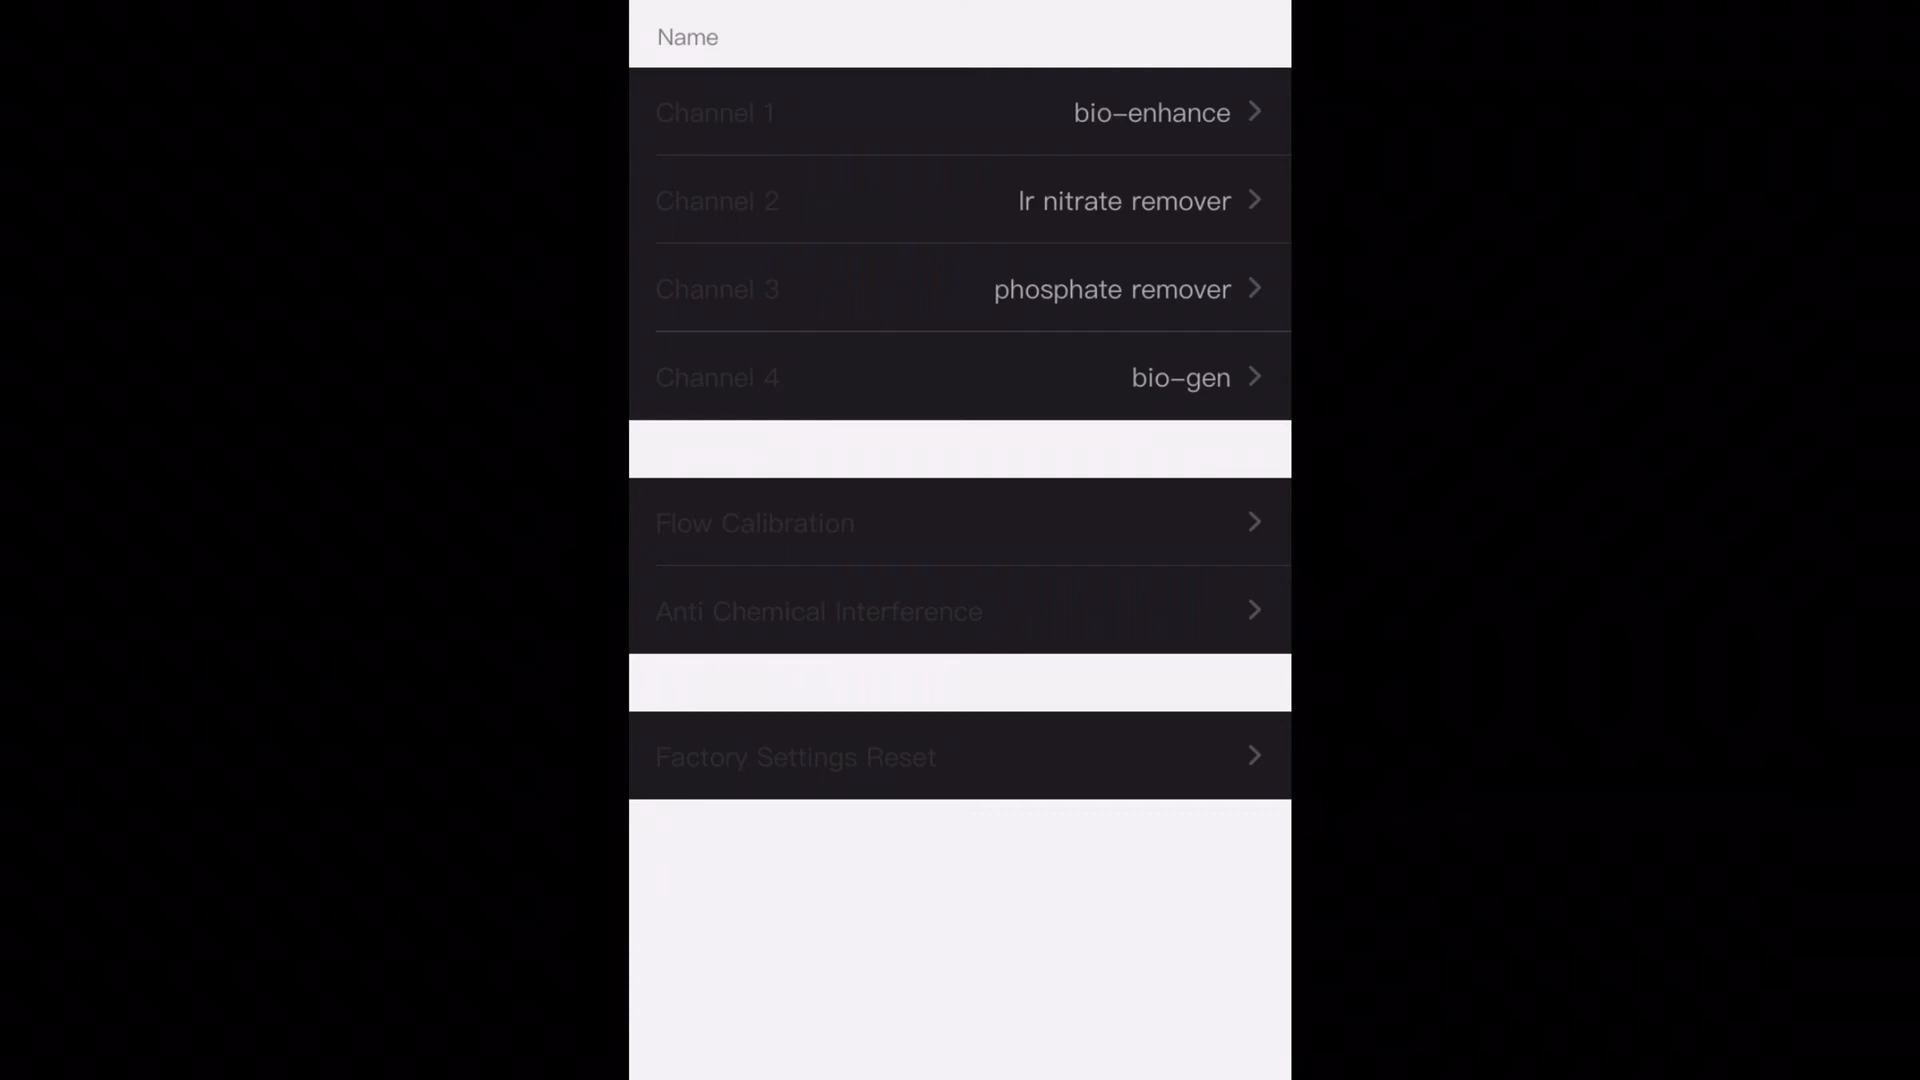 Name
Channel 1 bio-enhance
Channel 2 lr nitrate remover
Channel 3 phosphate remover
Channel 4 bio-gen
Flow Calibration
Anti Chemical Interference
Factory Settings Reset